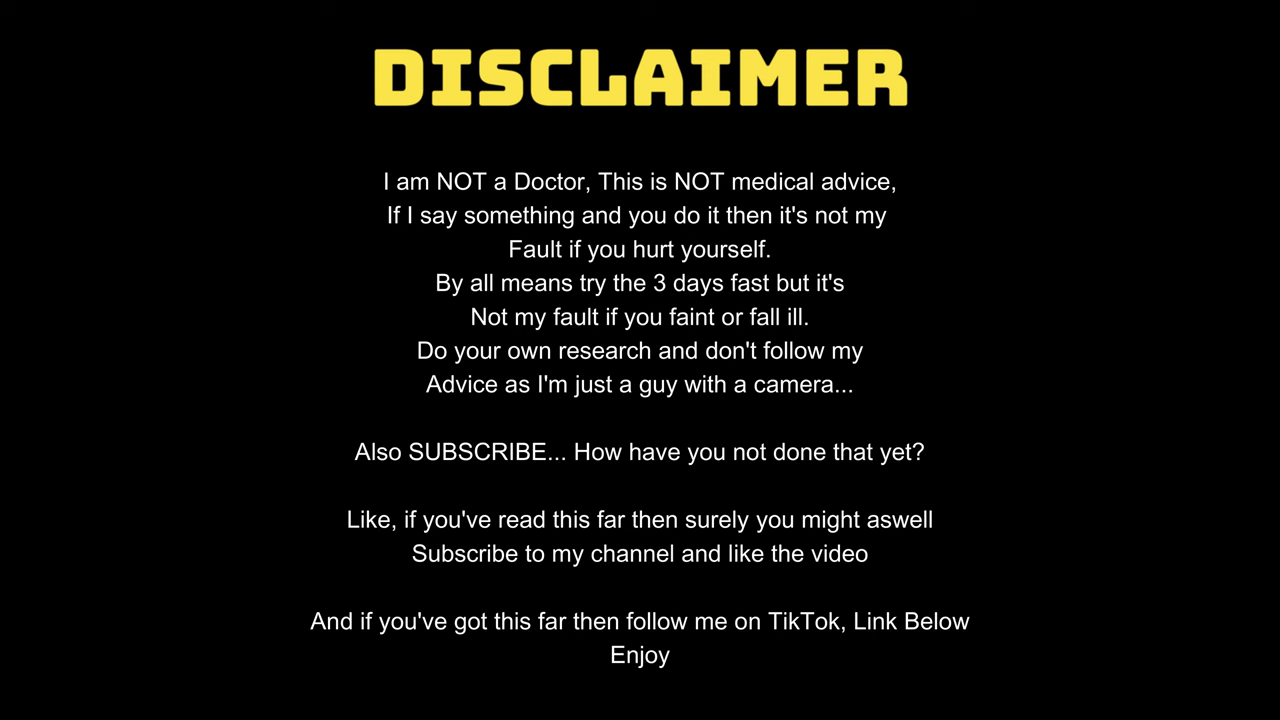 DISCLAIMER
I am NOT a Doctor, This is NOT medical advice,
If I say something and you do it then it's not my
Fault if you hurt yourself.
By all means try the 3 days fast but it's
Not my fault if you faint or fall ill.
Do your own research and don't follow my
Advice as I'm just a guy with a camera...
Also SUBSCRIBE... How have you not done that yet?
Like, if you've read this far then surely you might aswell
Subscribe to my channel and like the video
And if you've got this far then follow me on TikTok, Link Below
Enjoy